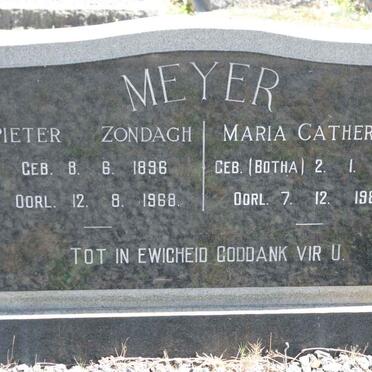 MEYER
PIETER ZONDAGH
GEB. 8. 6. 1896
OORL. 12. 8. 1968.
MARIA CATHER
GEB. (BOTHA) 2. 1.
OORL. 7. 12. 198
TOT IN EWIGHEID GODDANK VIR U.